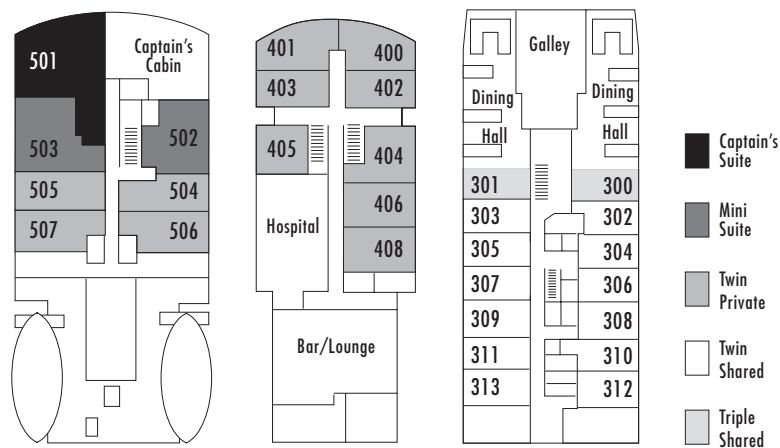 501
Captain's
Cabin
503
502
505
504
507
506
401
400
403
402
405
404
406
Hospital
408
Bar/Lounge
Galley
Dining
Hall
Dining
Hall
301
300
303
302
305
304
307
306
309
308
311
310
313
312
Captain's
Suite
Mini
Suite
Twin
Private
Twin
Shared
Triple
Shared